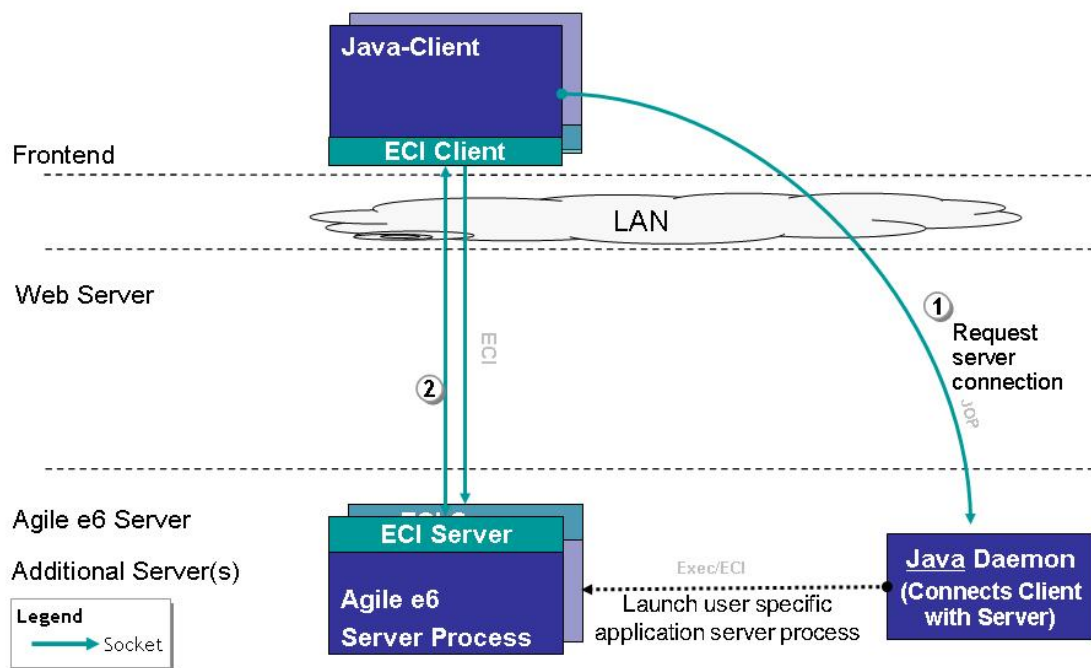 Java-Client
ECI Client
Frontend
LAN
Web Server
1
Request
server
connection
ECI
2
JOP
Agile e6 Server
ECI Server
Additional Server(s)
Exec/ECI
Java Daemon
(Connects Client
with Server)
Launch user specific
application server process
Agile e6
Server Process
Legend
Socket